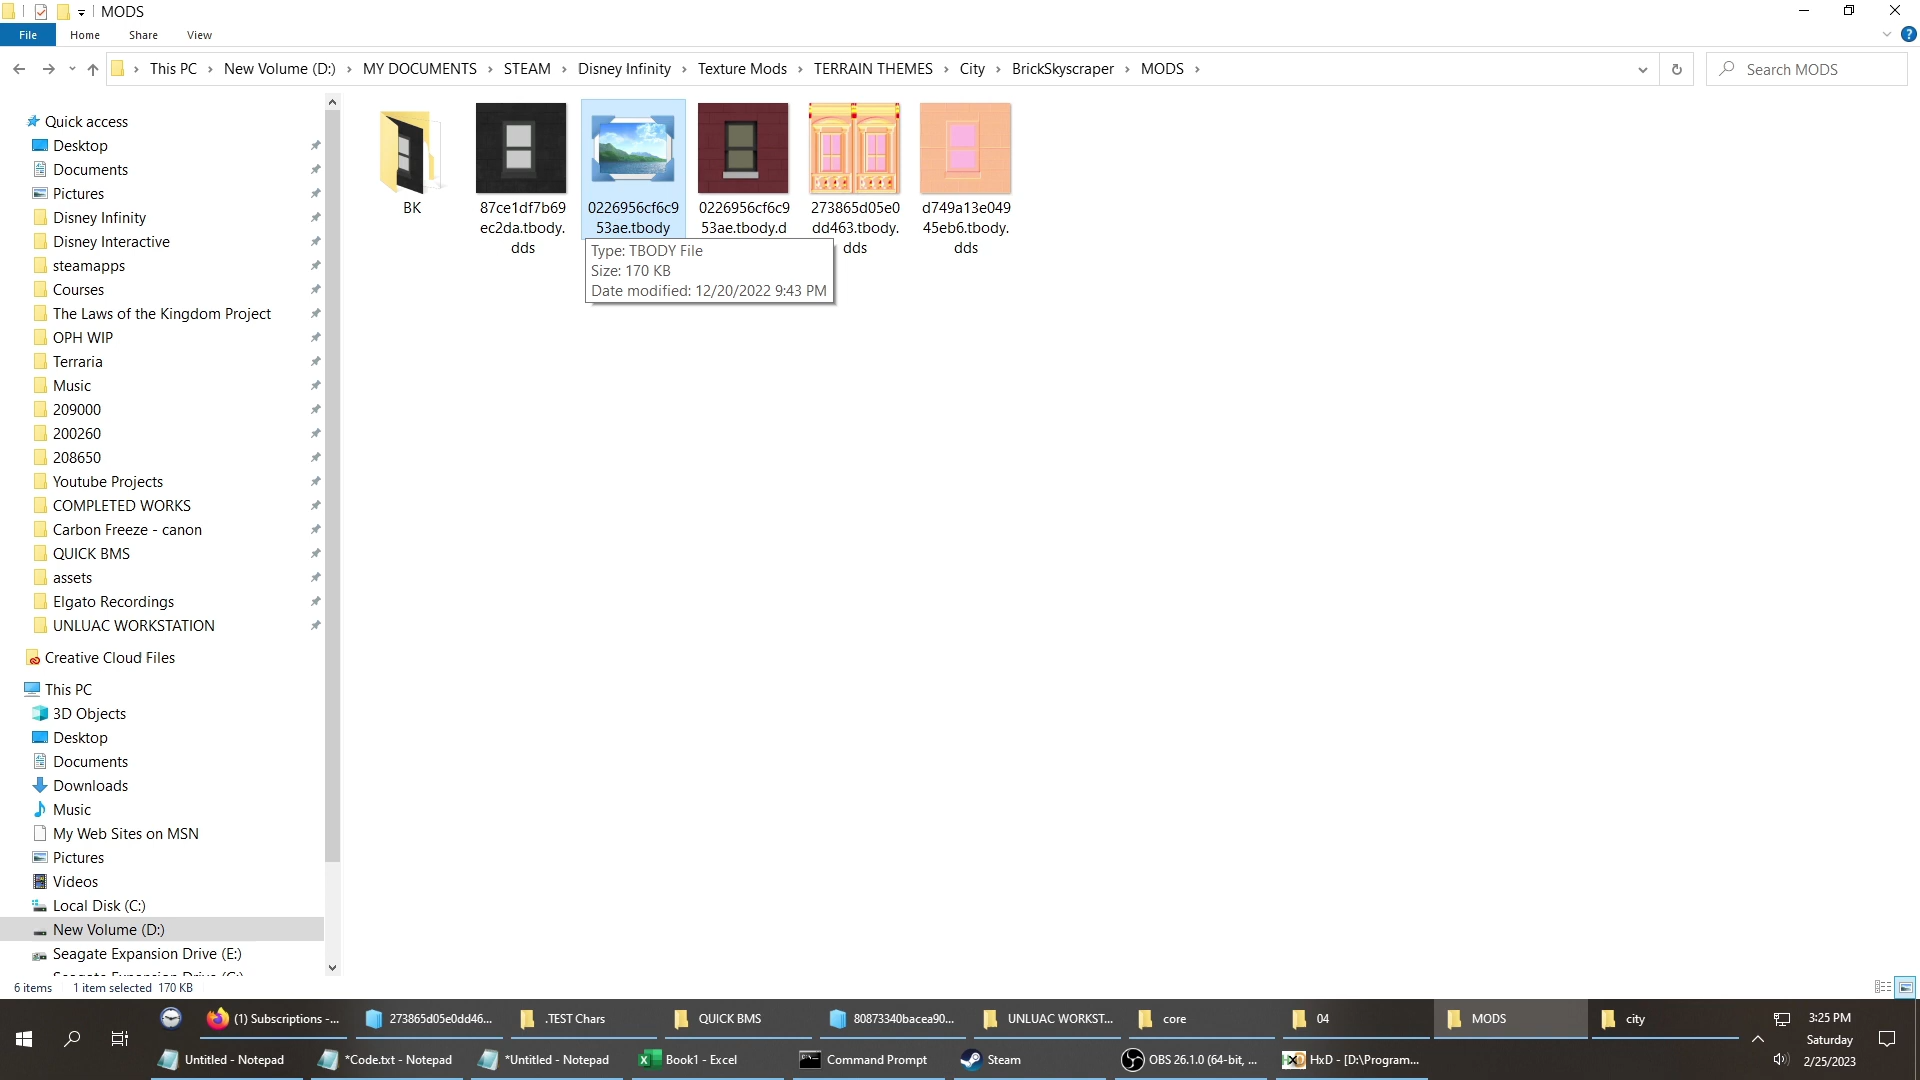 MODS
File Home Share View
This PC New Volume (D:) MY DOCUMENTS STEAM Disney Infinity Texture Mods TERRAIN THEMES City BrickSkyscraper MODS
Search MODS
Quick access
Desktop
Documents
Pictures
Disney Infinity
Disney Interactive
steamapps
Courses
The Laws of the Kingdom Project
OPH WIP
Terraria
Music
209000
200260
208650
Youtube Projects
COMPLETED WORKS
Carbon Freeze - canon
QUICK BMS
assets
Elgato Recordings
UNLUAC WORKSTATION
Creative Cloud Files
This PC
3D Objects
Desktop
Documents
Downloads
Music
My Web Sites on MSN
Pictures
Videos
Local Disk (C:)
New Volume (D:)
Seagate Expansion Drive (E:)
BK
87ce1df7b69
ec2da.tbody.
dds
0226956cf6c9
53ae.tbody
0226956cf6c9
53ae.tbody.d
273865d05e0
dd463.tbody.
dds
d749a13e049
45eb6.tbody.
dds
Type: TBODY File
Size: 170 KB
Date modified: 12/20/2022 9:43 PM
6 items 1 item selected 170 KB
(1) Subscriptions -... 273865d05e0dd46... .TEST Chars QUICK BMS 80873340bacea90... UNLUAC WORKST... core 04 MODS city
Untitled - Notepad *Code.txt - Notepad *Untitled - Notepad Book1 - Excel Command Prompt Steam OBS 26.1.0 (64-bit, ... HxD - [D:\Program...
3:25 PM
Saturday
2/25/2023